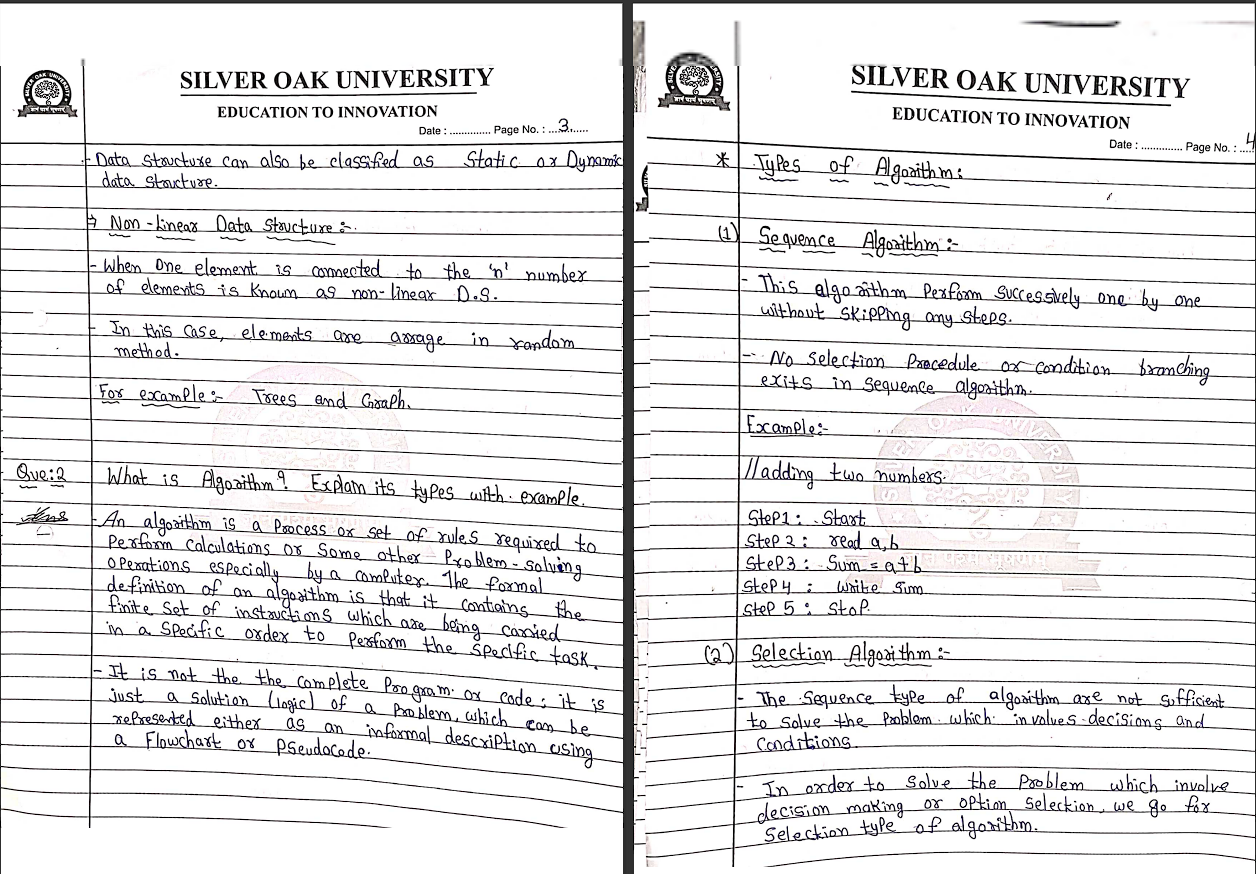 SILVER OAK UNIVERSITY
EDUCATION TO INNOVATION
Date : .............. Page No. : ...3......
- Data Structure can also be classified as Static or Dynamic
data structure.
→ Non-Linear Data Structure :-
- When one element is connected to the 'n' number
of elements is known as non-linear D.S.
- In this case, elements are arrage in random
method.
For example:- Trees and Graph.
Que:2 What is Algorithm? Explain its types with example.
Ans - An algorithm is a Process or set of rules required to
Perform calculations or some other Problem-solving
operations especially by a computer. The formal
definition of an algorithm is that it contains the
finite set of instructions which are being carried
in a specific order to perform the specific task.
- It is not the the complete Program or code; it is
just a solution (logic) of a problem, which can be
represented either as an informal description using
a Flowchart or Pseudacode.
SILVER OAK UNIVERSITY
EDUCATION TO INNOVATION
Date : .............. Page No. : ....4
* Types of Algorithm:
(1) Sequence Algorithm:-
- This algorithm Perform successively one by one
without skipping any steps.
- No selection Procedure or condition branching
exits in sequence algorithm.
Example:-
//adding two numbers.
Step1 : Start
Step 2 : read a,b
Step3 : Sum = a+b
Step 4 : write Sum
Step 5 : Stop.
(2) Selection Algorithm:-
- The sequence type of algorithm are not sufficient
to solve the Problem which involves decisions and
Conditions.
- In order to solve the Problem which involve
decision making or option selection, we go for
Selection type of algorithm.